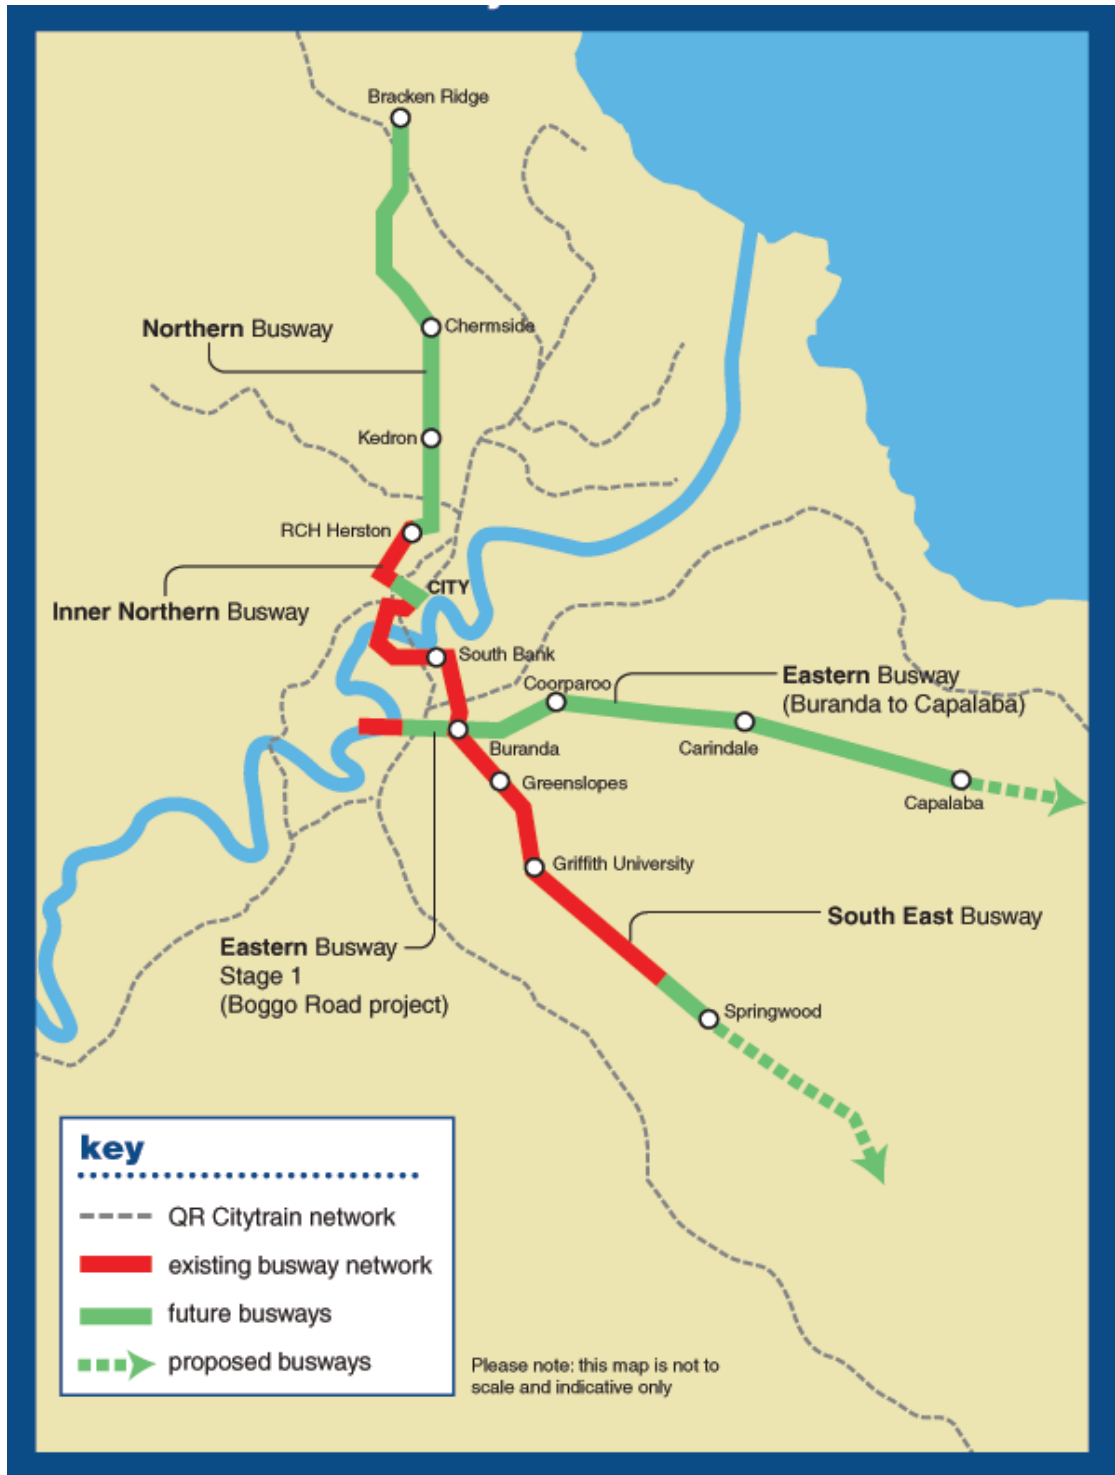 Bracken Ridge
Northern Busway
Chermside
Kedron
RCH Herston
CITY
Inner Northern Busway
South Bank
Coorparoo
Eastern Busway
(Buranda to Capalaba)
Buranda
Carindale
Greenslopes
Capalaba
Griffith University
South East Busway
Eastern Busway
Stage 1
(Boggo Road project)
Springwood
key
QR Citytrain network
existing busway network
future busways
proposed busways
Please note: this map is not to
scale and indicative only